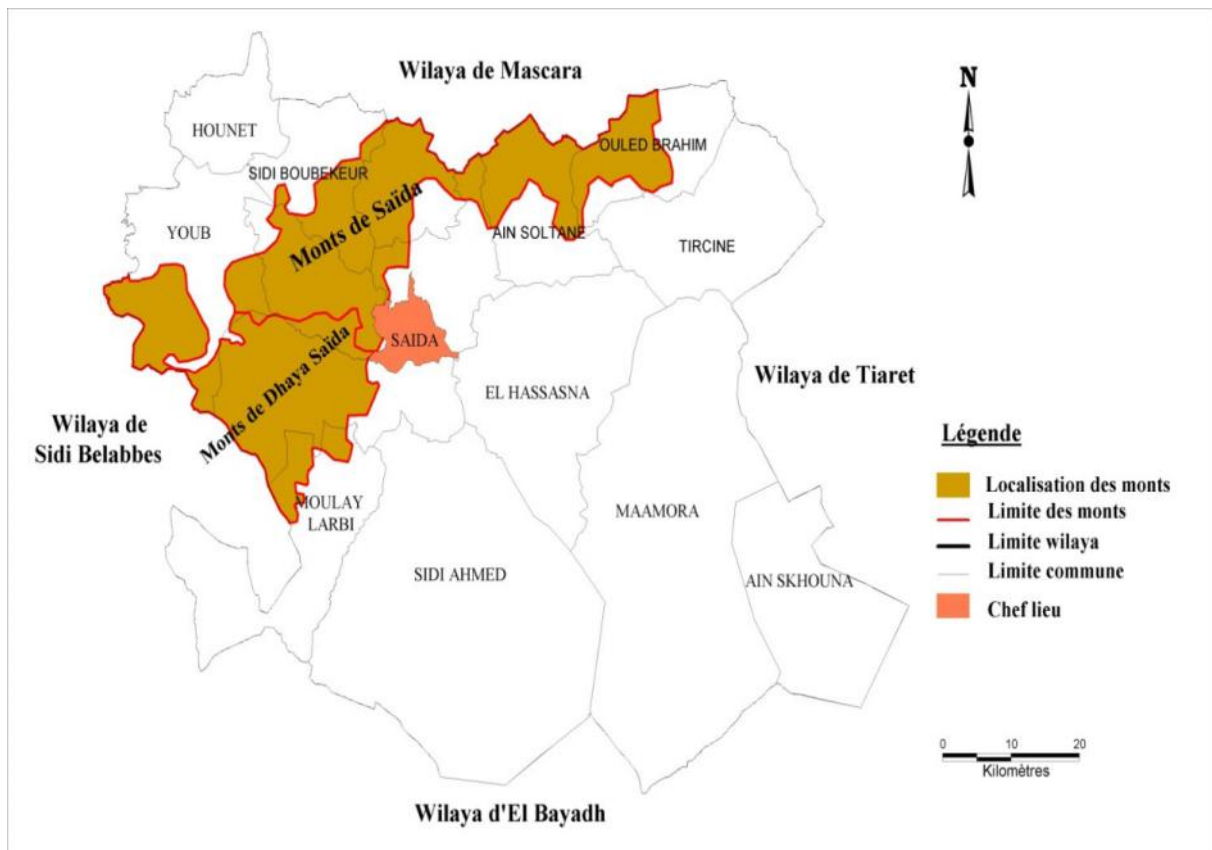 Wilaya de Mascara
N
HOUNET
OULED BRAHIM
SIDI BOUBEKEUR
Monts de Saïda
YOUB
AIN SOLTANE
TIRCINE
SAIDA
Monts de Dhaya Saïda
Wilaya de Tiaret
EL HASSASNA
Wilaya de
Sidi Belabbes
Légende
Localisation des monts
Limite des monts
Limite wilaya
Limite commune
Chef lieu
MOULAY
LARBI
MAAMORA
SIDI AHMED
AIN SKHOUNA
0 10 20
Kilomètres
Wilaya d'El Bayadh